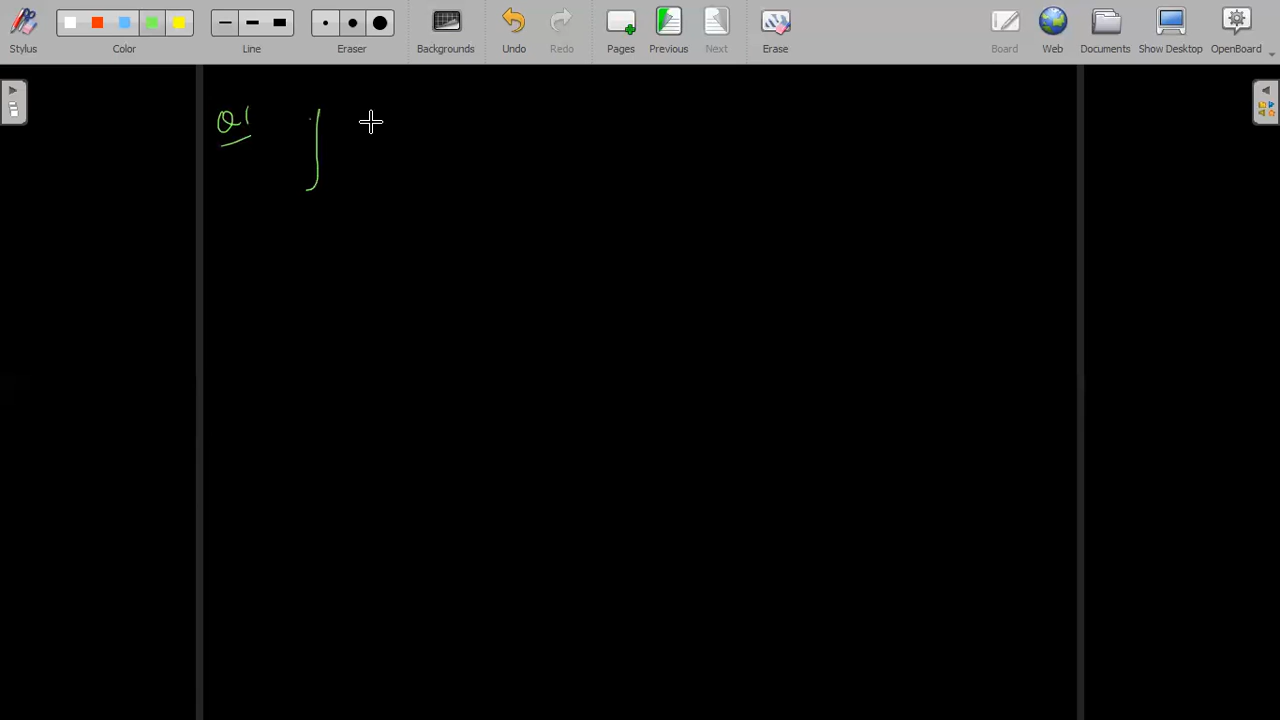 Stylus Color Line Eraser Backgrounds Undo Redo Pages Previous Next Erase Board Web Documents Show Desktop OpenBoard
Q1 ∫